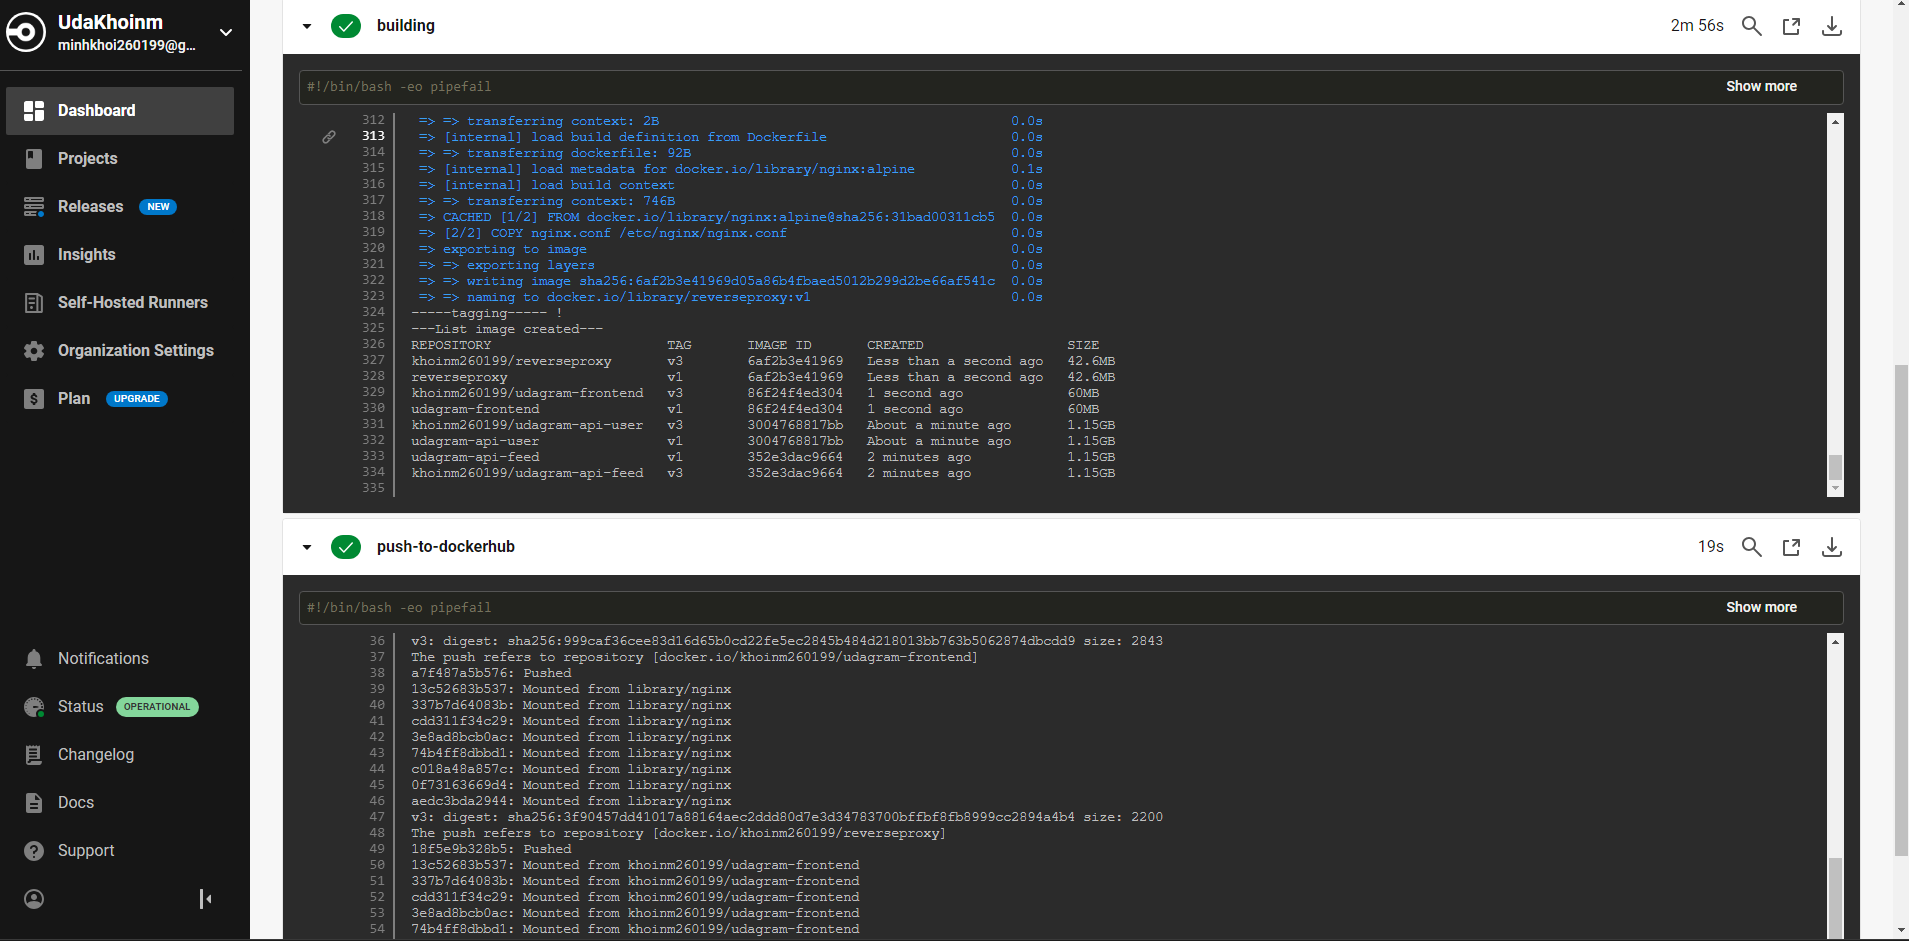 UdaKhoinm
minhkhoi260199@g...
Dashboard
Projects
Releases NEW
Insights
Self-Hosted Runners
Organization Settings
Plan UPGRADE
Notifications
Status OPERATIONAL
Changelog
Docs
Support
building 2m 56s
#!/bin/bash -eo pipefail Show more
312 => => transferring context: 2B 0.0s
313 => [internal] load build definition from Dockerfile 0.0s
314 => => transferring dockerfile: 92B 0.0s
315 => [internal] load metadata for docker.io/library/nginx:alpine 0.1s
316 => [internal] load build context 0.0s
317 => => transferring context: 746B 0.0s
318 => CACHED [1/2] FROM docker.io/library/nginx:alpine@sha256:31bad00311cb5 0.0s
319 => [2/2] COPY nginx.conf /etc/nginx/nginx.conf 0.0s
320 => exporting to image 0.0s
321 => => exporting layers 0.0s
322 => => writing image sha256:6af2b3e41969d05a86b4fbaed5012b299d2be66af541c 0.0s
323 => => naming to docker.io/library/reverseproxy:v1 0.0s
324 -----tagging----- !
325 ---List image created---
326 REPOSITORY TAG IMAGE ID CREATED SIZE
327 khoinm260199/reverseproxy v3 6af2b3e41969 Less than a second ago 42.6MB
328 reverseproxy v1 6af2b3e41969 Less than a second ago 42.6MB
329 khoinm260199/udagram-frontend v3 86f24f4ed304 1 second ago 60MB
330 udagram-frontend v1 86f24f4ed304 1 second ago 60MB
331 khoinm260199/udagram-api-user v3 3004768817bb About a minute ago 1.15GB
332 udagram-api-user v1 3004768817bb About a minute ago 1.15GB
333 udagram-api-feed v1 352e3dac9664 2 minutes ago 1.15GB
334 khoinm260199/udagram-api-feed v3 352e3dac9664 2 minutes ago 1.15GB
335
push-to-dockerhub 19s
#!/bin/bash -eo pipefail Show more
36 v3: digest: sha256:999caf36cee83d16d65b0cd22fe5ec2845b484d218013bb763b5062874dbcdd9 size: 2843
37 The push refers to repository [docker.io/khoinm260199/udagram-frontend]
38 a7f487a5b576: Pushed
39 13c52683b537: Mounted from library/nginx
40 337b7d64083b: Mounted from library/nginx
41 cdd311f34c29: Mounted from library/nginx
42 3e8ad8bcb0ac: Mounted from library/nginx
43 74b4ff8dbbd1: Mounted from library/nginx
44 c018a48a857c: Mounted from library/nginx
45 0f73163669d4: Mounted from library/nginx
46 aedc3bda2944: Mounted from library/nginx
47 v3: digest: sha256:3f90457dd41017a88164aec2ddd80d7e3d34783700bffbf8fb8999cc2894a4b4 size: 2200
48 The push refers to repository [docker.io/khoinm260199/reverseproxy]
49 18f5e9b328b5: Pushed
50 13c52683b537: Mounted from khoinm260199/udagram-frontend
51 337b7d64083b: Mounted from khoinm260199/udagram-frontend
52 cdd311f34c29: Mounted from khoinm260199/udagram-frontend
53 3e8ad8bcb0ac: Mounted from khoinm260199/udagram-frontend
54 74b4ff8dbbd1: Mounted from khoinm260199/udagram-frontend